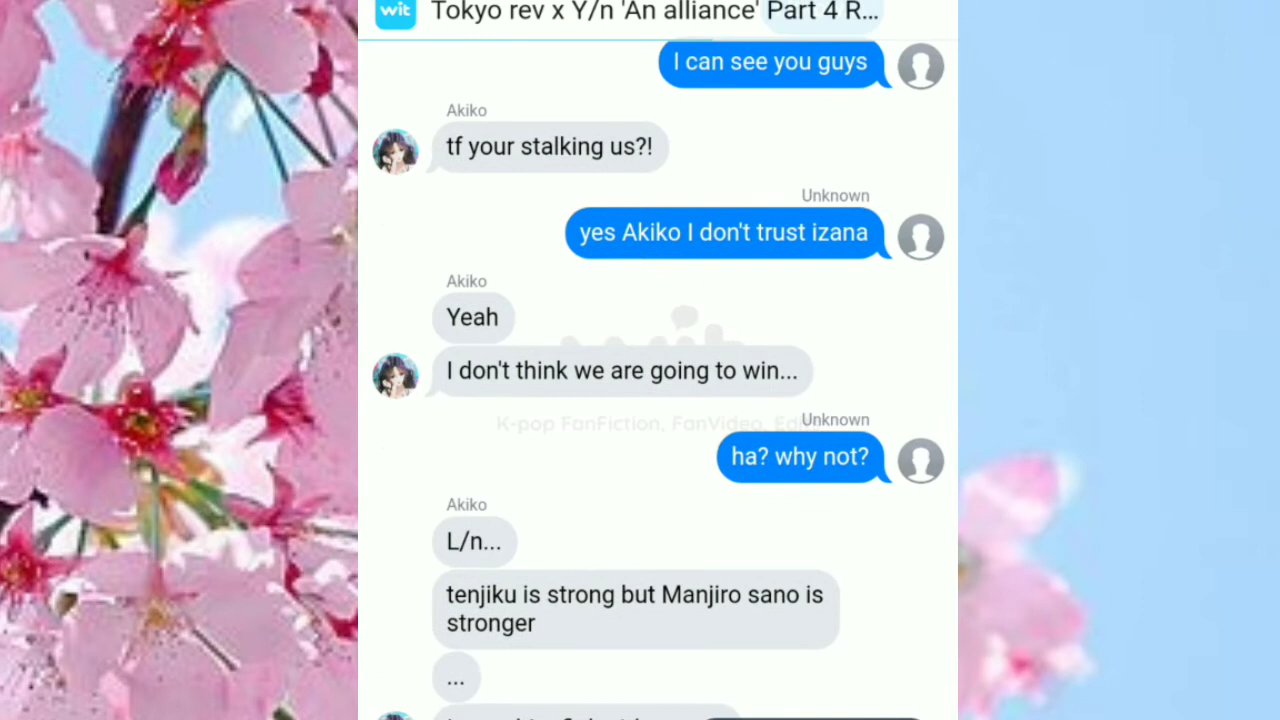 wit
Tokyo rev x Y/n 'An alliance' Part 4 R...
I can see you guys
Akiko
tf your stalking us?!
Unknown
yes Akiko I don't trust izana
Akiko
Yeah
I don't think we are going to win...
K-pop FanFiction, FanVideo,
Unknown
ha? why not?
Akiko
L/n...
tenjiku is strong but Manjiro sano is
stronger
...